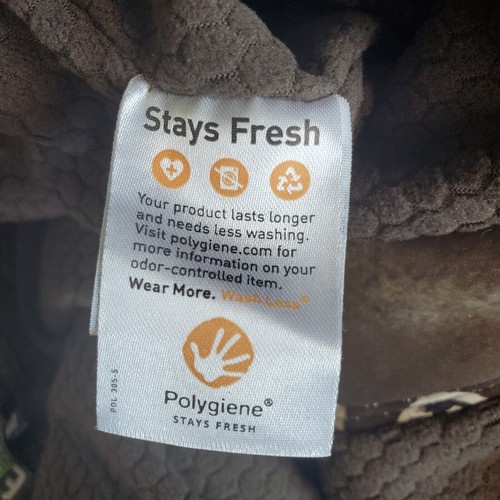 Stays Fresh
Your product lasts longer
and needs less washing.
Visit polygiene.com for
more information on your
odor-controlled item.
Wear More. Wash Less®
Polygiene®
STAYS FRESH
POL 305-S